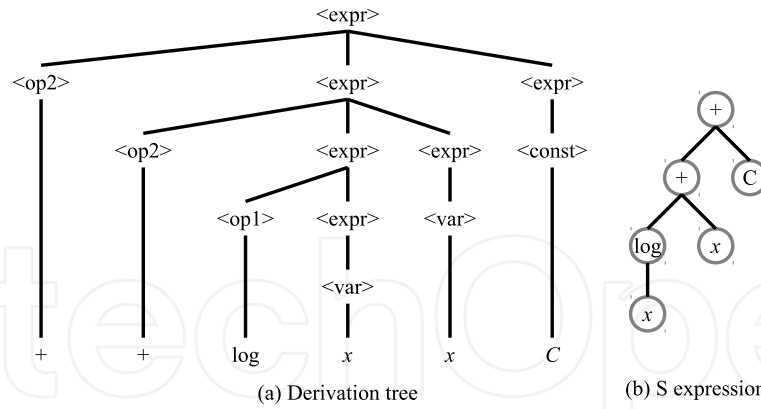 <expr>
<op2> <expr> <expr>
+
<op2> <expr> <expr> <const>
+ C
<op1> <expr> <var>
log x
<var>
x
+ + log x x C
(a) Derivation tree
(b) S expression